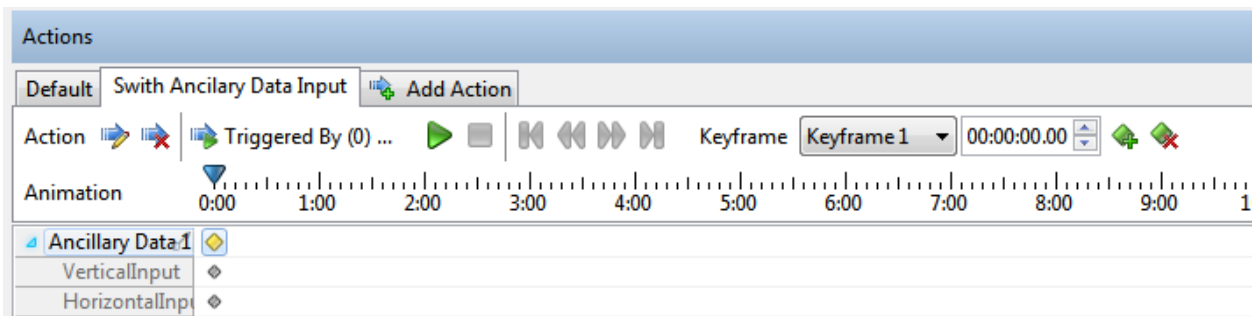 Actions
Default Swith Ancilary Data Input Add Action
Action Triggered By (0) ... Keyframe Keyframe 1 00:00:00.00
Animation 0:00 1:00 2:00 3:00 4:00 5:00 6:00 7:00 8:00 9:00 1
Ancillary Data 1
VerticalInput
HorizontalInpu